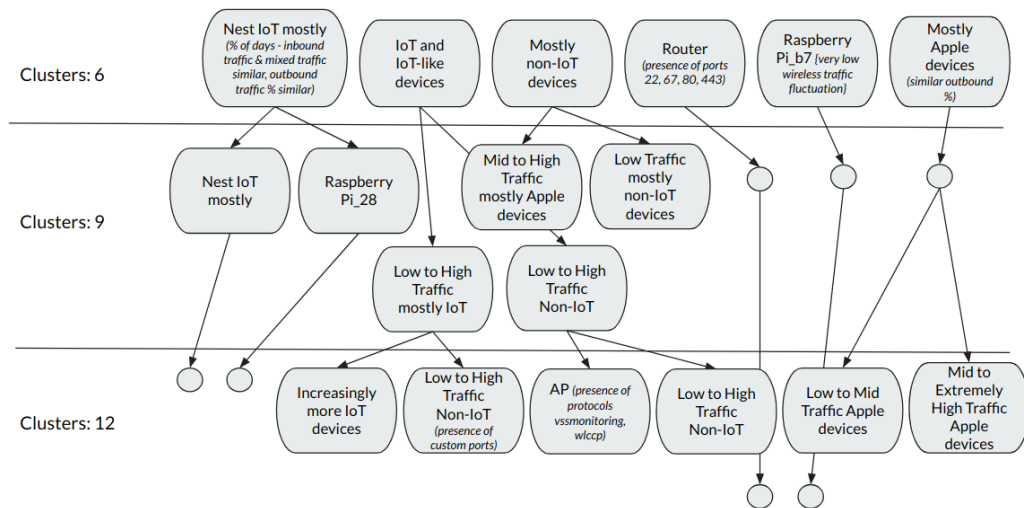 Clusters: 6
Nest IoT mostly
(% of days - inbound
traffic & mixed traffic
similar, outbound
traffic % similar)
IoT and
IoT-like
devices
Mostly
non-IoT
devices
Router
(presence of ports
22, 67, 80, 443)
Raspberry
Pi_b7 {very low
wireless traffic
fluctuation}
Mostly
Apple
devices
(similar outbound
%)
Clusters: 9
Nest IoT
mostly
Raspberry
Pi_28
Mid to High
Traffic
mostly Apple
devices
Low Traffic
mostly
non-IoT
devices
Low to High
Traffic
mostly IoT
Low to High
Traffic
Non-IoT
Clusters: 12
Increasingly
more IoT
devices
Low to High
Traffic
Non-IoT
(presence of
custom ports)
AP (presence of
protocols
vssmonitoring,
wlccp)
Low to High
Traffic
Non-IoT
Low to Mid
Traffic Apple
devices
Mid to
Extremely
High Traffic
Apple
devices